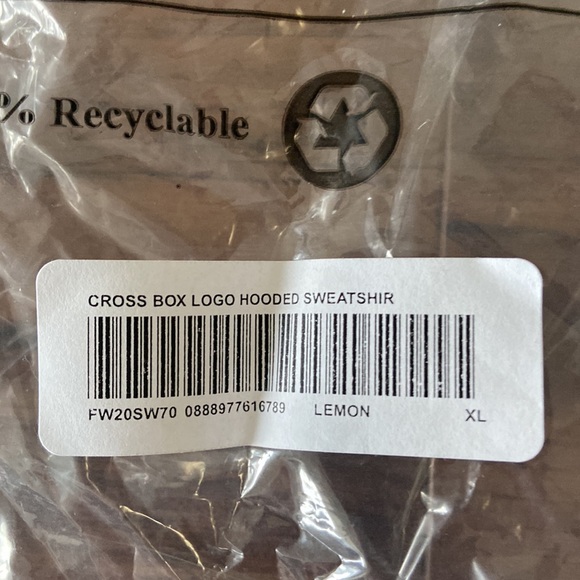 % Recyclable
CROSS BOX LOGO HOODED SWEATSHIR
FW20SW70 0888977616789 LEMON XL